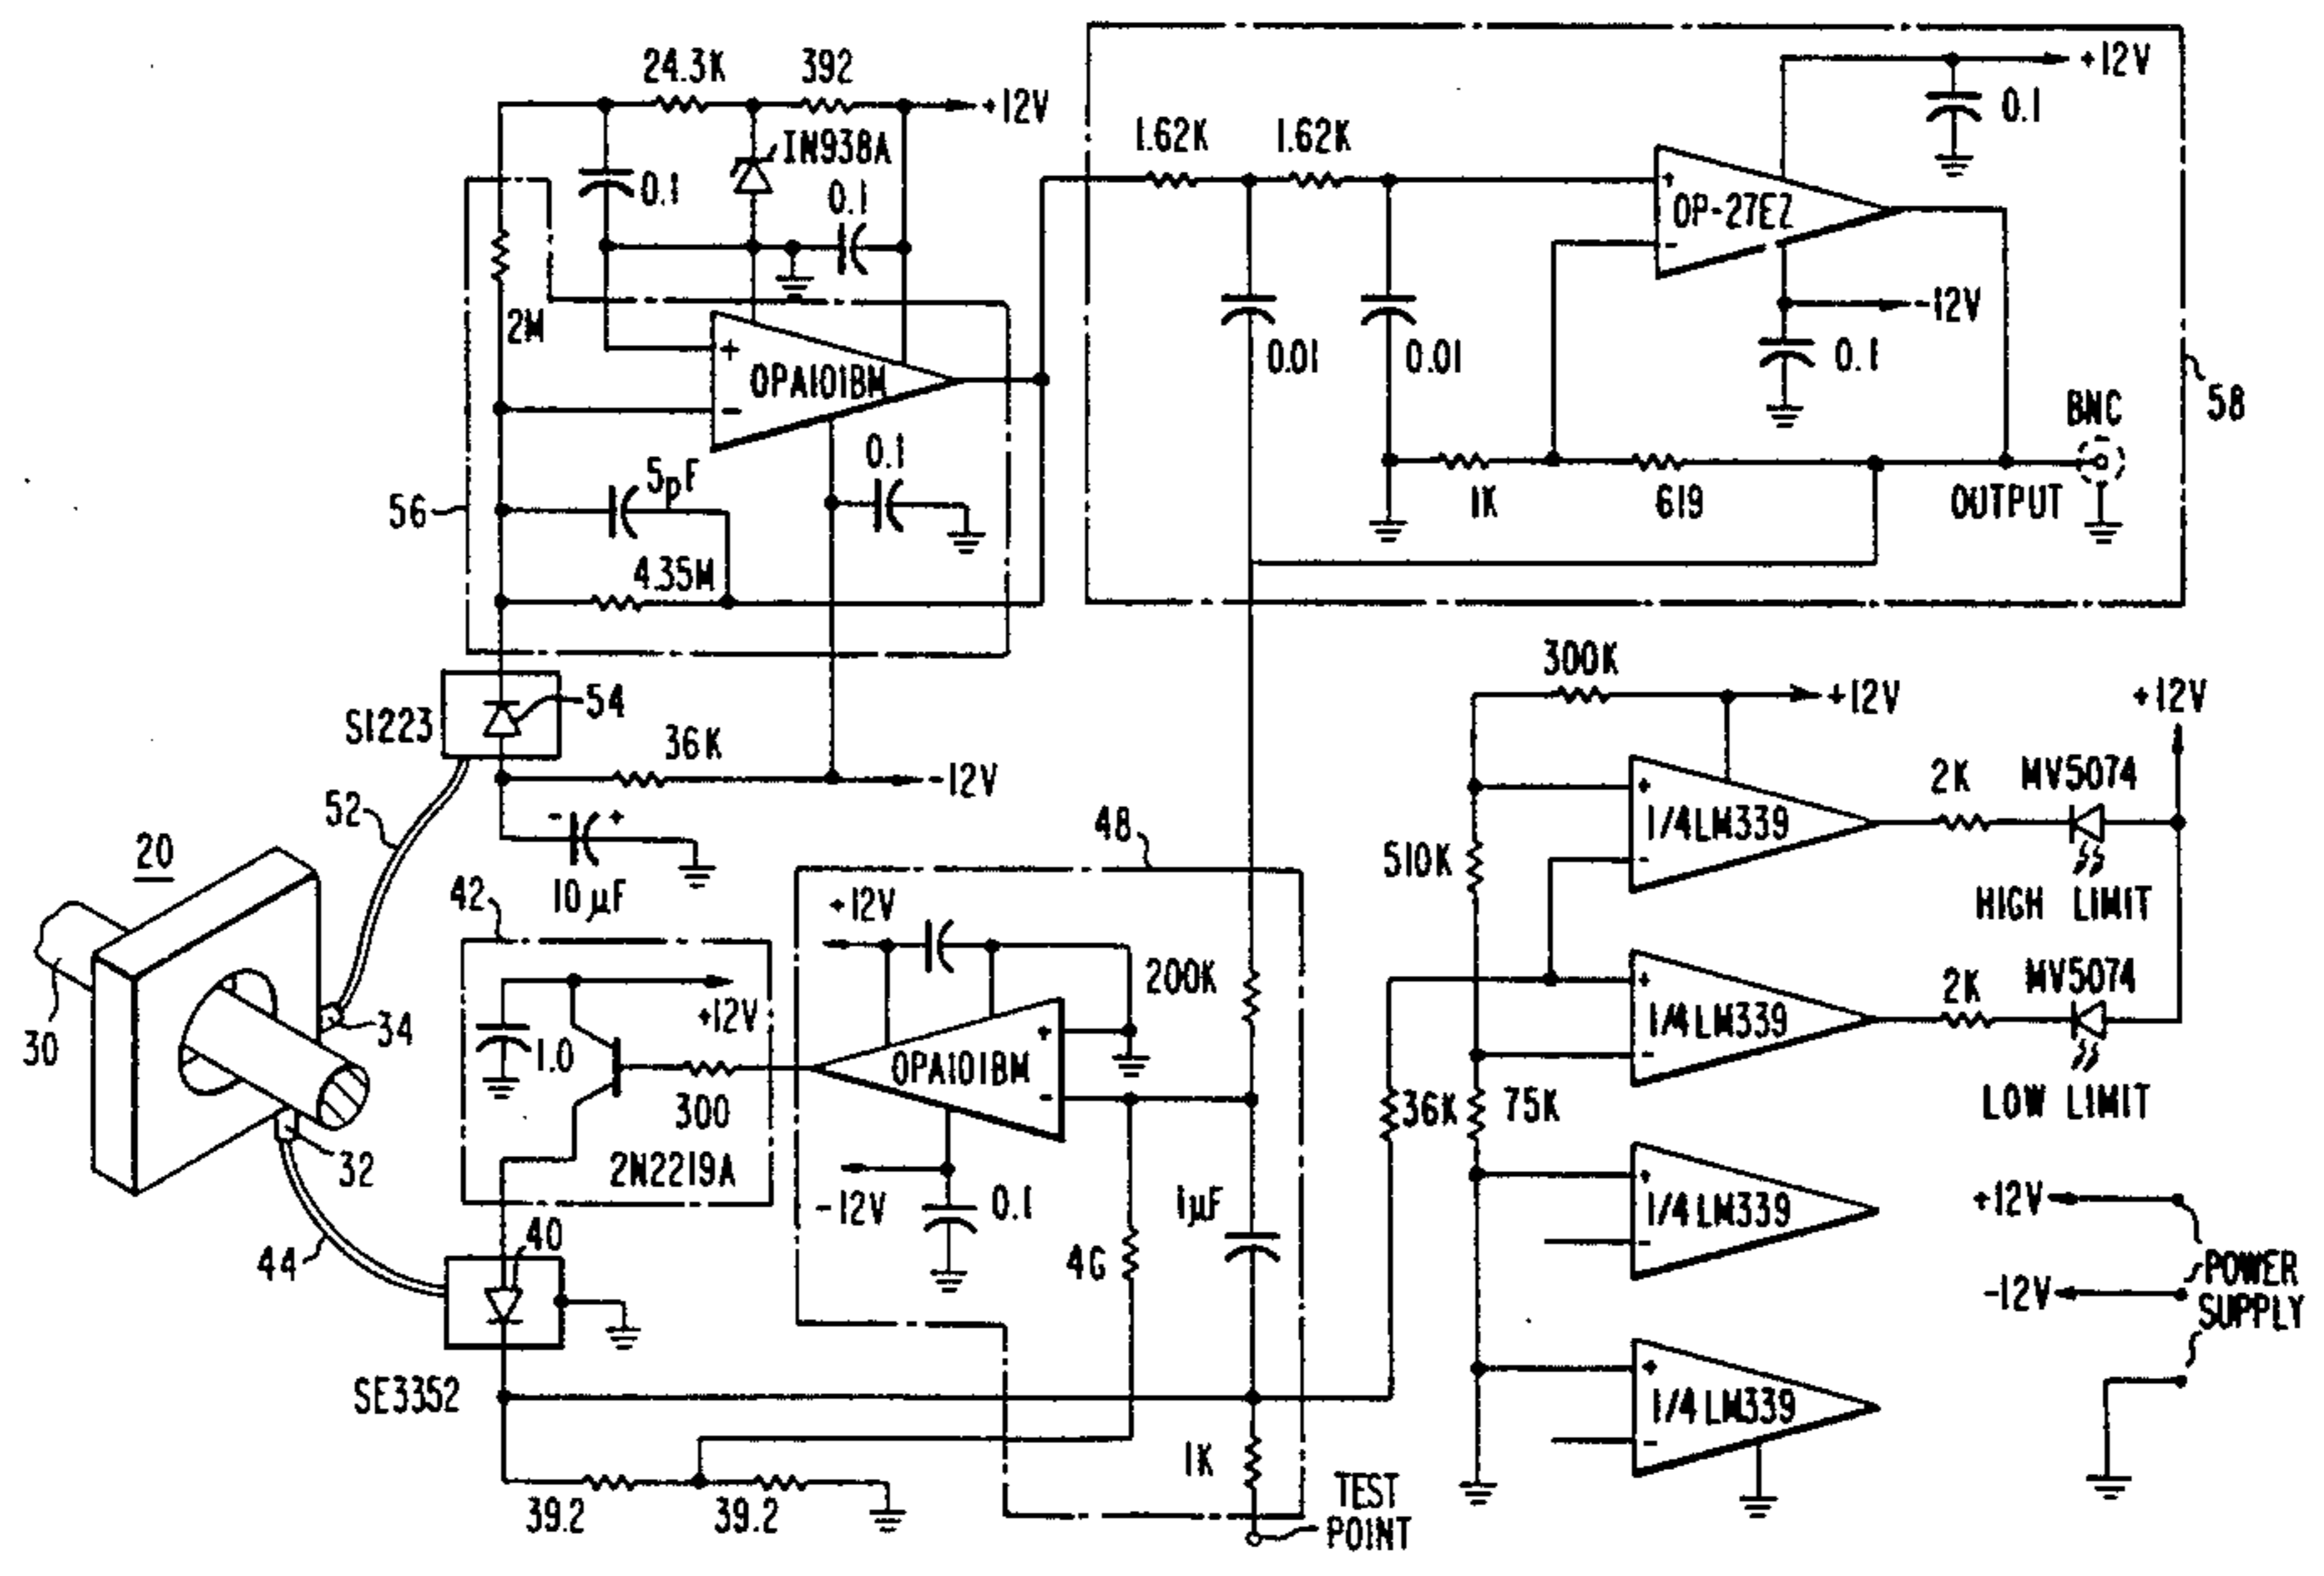 24.3K
392
+12V
IN938A
0.1
0.1
2M
+
OPA101BM
-
0.1
5pF
4.35M
56
1.62K
1.62K
+12V
0.1
+
OP-27EZ
-
-12V
0.1
0.01
0.01
58
BNC
1K
619
OUTPUT
S1223
54
36K
-12V
- +
10 μF
52
20
30
34
32
44
42
+12V
1.0
300
2N2219A
40
SE3352
39.2
39.2
48
+12V
200K
+
OPA101BM
-
-12V
0.1
4G
1μF
1K
TEST
POINT
300K
+12V
+12V
+
1/4LM339
-
2K
MV5074
HIGH LIMIT
510K
+
1/4LM339
-
2K
MV5074
LOW LIMIT
36K
75K
+
1/4LM339
-
+12V
-12V
POWER
SUPPLY
+
1/4LM339
-